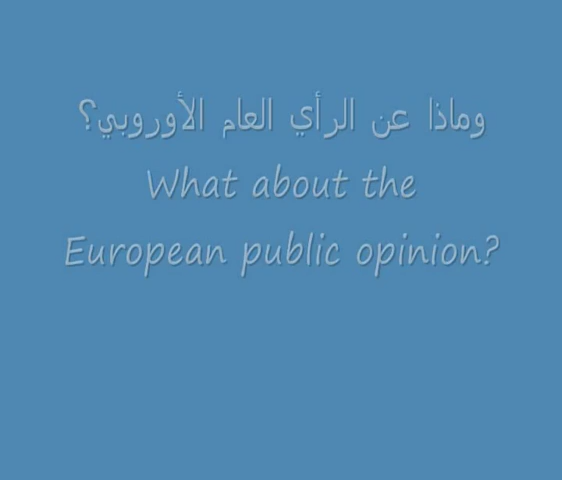 وماذا عن الرأي العام الأوروبي؟
What about the
European public opinion?